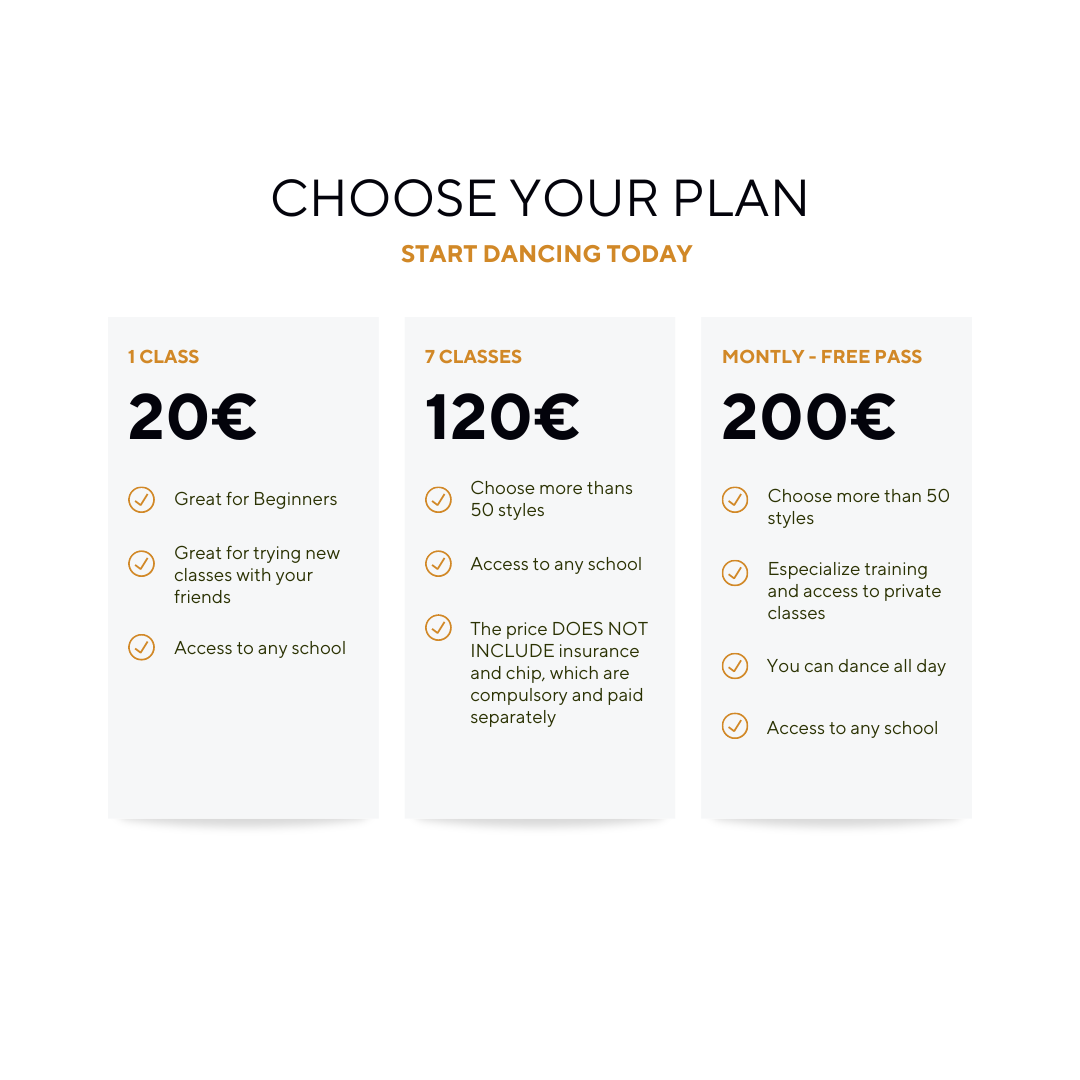 CHOOSE YOUR PLAN
START DANCING TODAY
1 CLASS
20€
Great for Beginners
Great for trying new
classes with your
friends
Access to any school
7 CLASSES
120€
Choose more thans
50 styles
Access to any school
The price DOES NOT
INCLUDE insurance
and chip, which are
compulsory and paid
separately
MONTLY - FREE PASS
200€
Choose more than 50
styles
Especialize training
and access to private
classes
You can dance all day
Access to any school